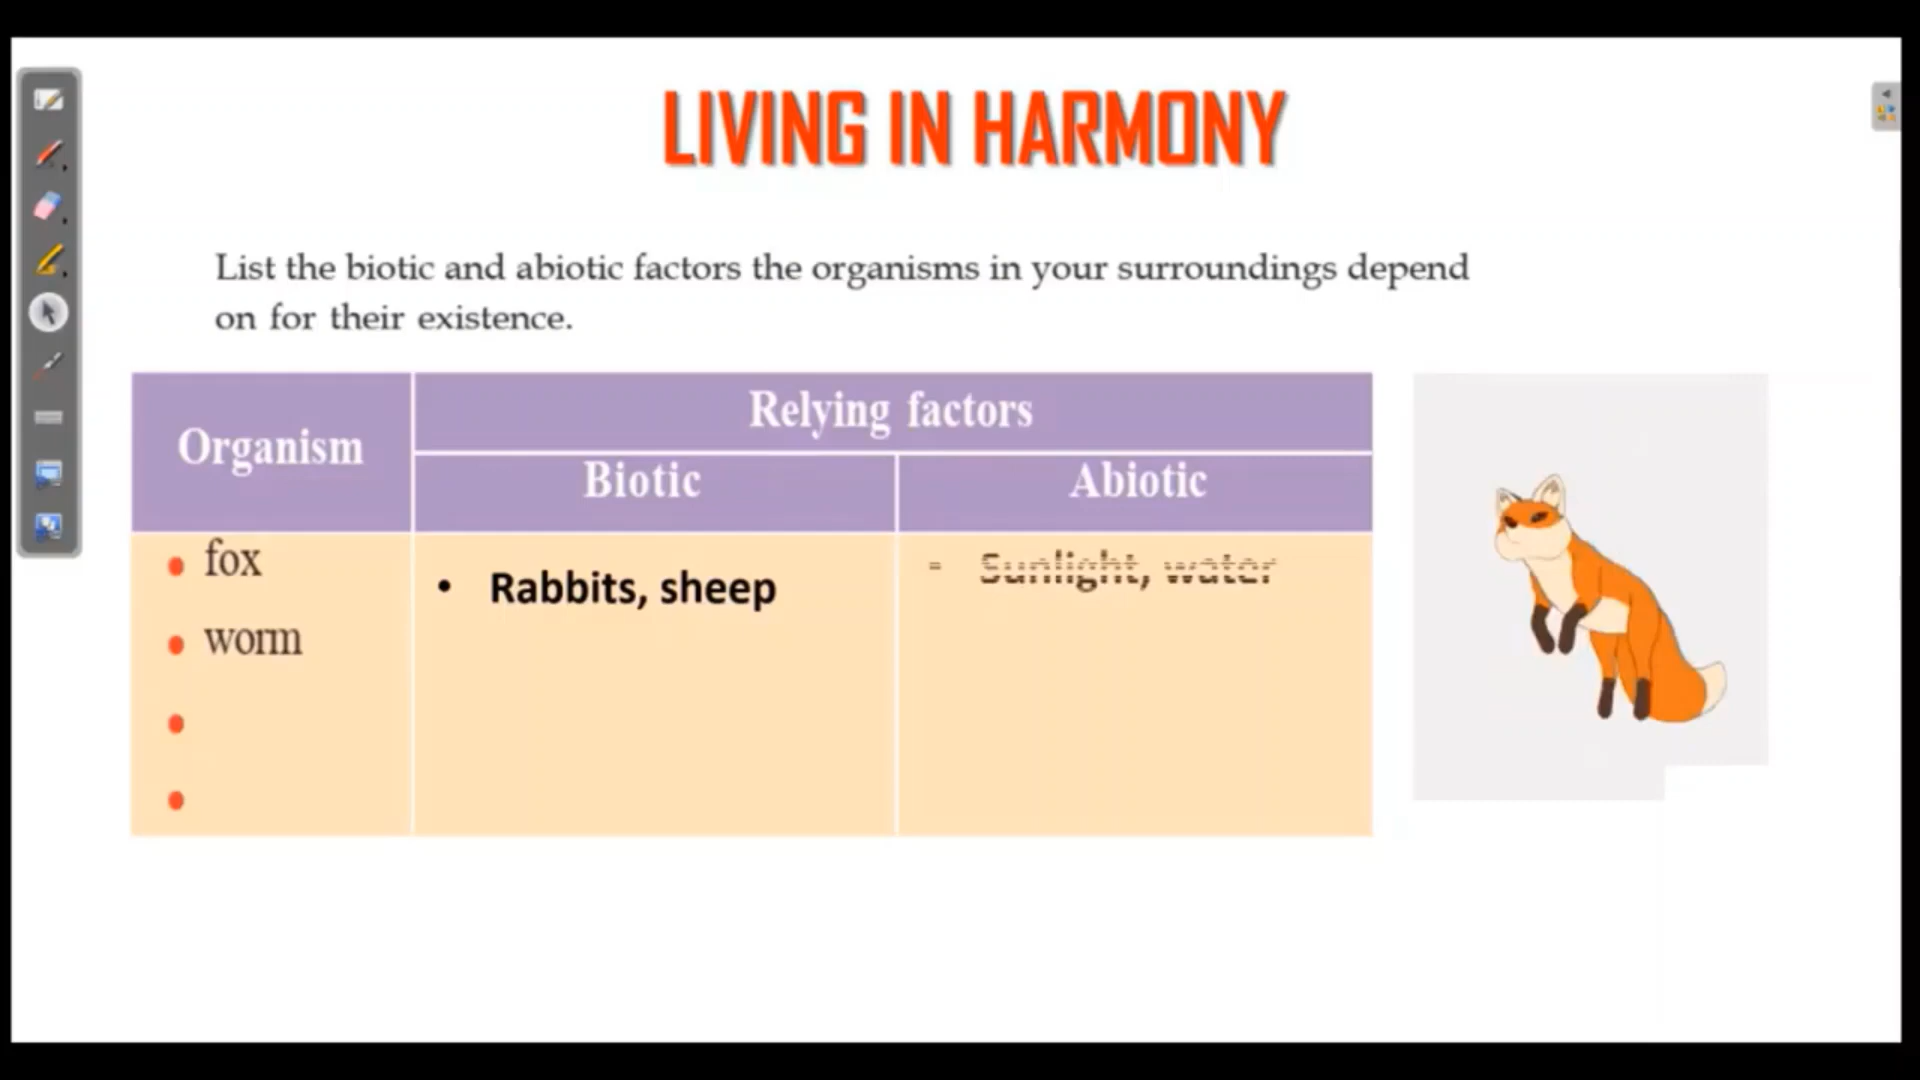 LIVING IN HARMONY
List the biotic and abiotic factors the organisms in your surroundings depend
on for their existence.
Organism
Relying factors
Biotic
Abiotic
• fox
• Rabbits, sheep
Sunlight, water
• worm
•
•